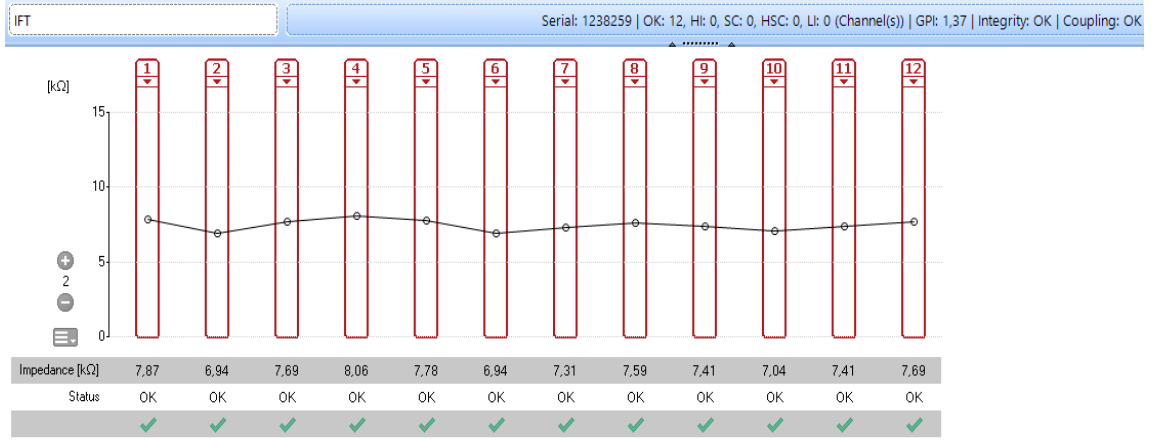 IFT
Serial: 1238259 | OK: 12, HI: 0, SC: 0, HSC: 0, LI: 0 (Channel(s)) | GPI: 1,37 | Integrity: OK | Coupling: OK
1 2 3 4 5 6 7 8 9 10 11 12
[kΩ]
15
10
5
2
0
Impedance [kΩ] 7,87 6,94 7,69 8,06 7,78 6,94 7,31 7,59 7,41 7,04 7,41 7,69
Status OK OK OK OK OK OK OK OK OK OK OK OK